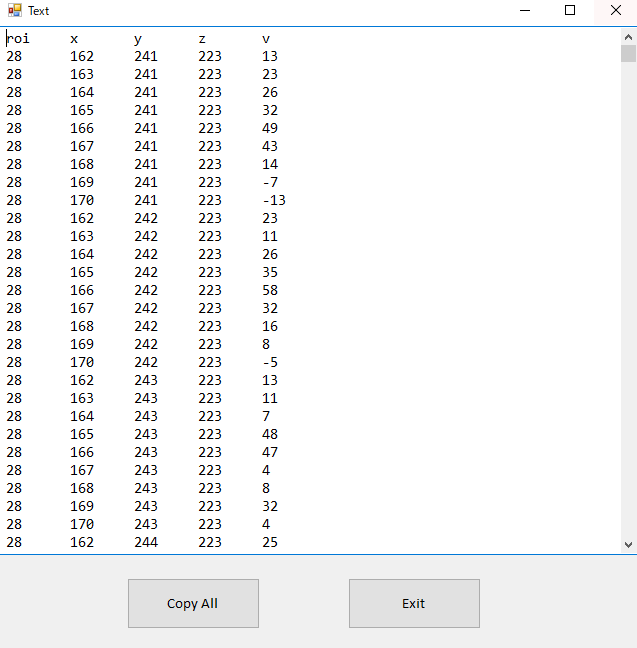 Text
roi x y z v
28 162 241 223 13
28 163 241 223 23
28 164 241 223 26
28 165 241 223 32
28 166 241 223 49
28 167 241 223 43
28 168 241 223 14
28 169 241 223 -7
28 170 241 223 -13
28 162 242 223 23
28 163 242 223 11
28 164 242 223 26
28 165 242 223 35
28 166 242 223 58
28 167 242 223 32
28 168 242 223 16
28 169 242 223 8
28 170 242 223 -5
28 162 243 223 13
28 163 243 223 11
28 164 243 223 7
28 165 243 223 48
28 166 243 223 47
28 167 243 223 4
28 168 243 223 8
28 169 243 223 32
28 170 243 223 4
28 162 244 223 25
Copy All Exit